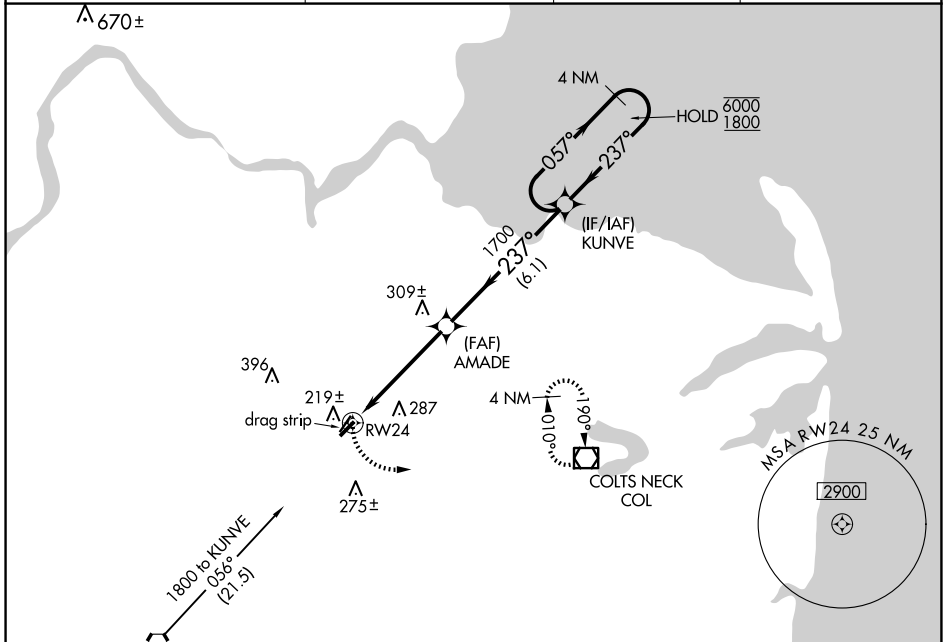 670±
4 NM
HOLD 6000
1800
057°
237°
(IF/IAF)
KUNVE
1700
237°
(6.1)
309±
(FAF)
AMADE
396
219±
287
drag strip
RW24
4 NM
010°
190°
COLTS NECK
COL
275±
MSA RW24 25 NM
2900
1800 to KUNVE
056°
(21.5)